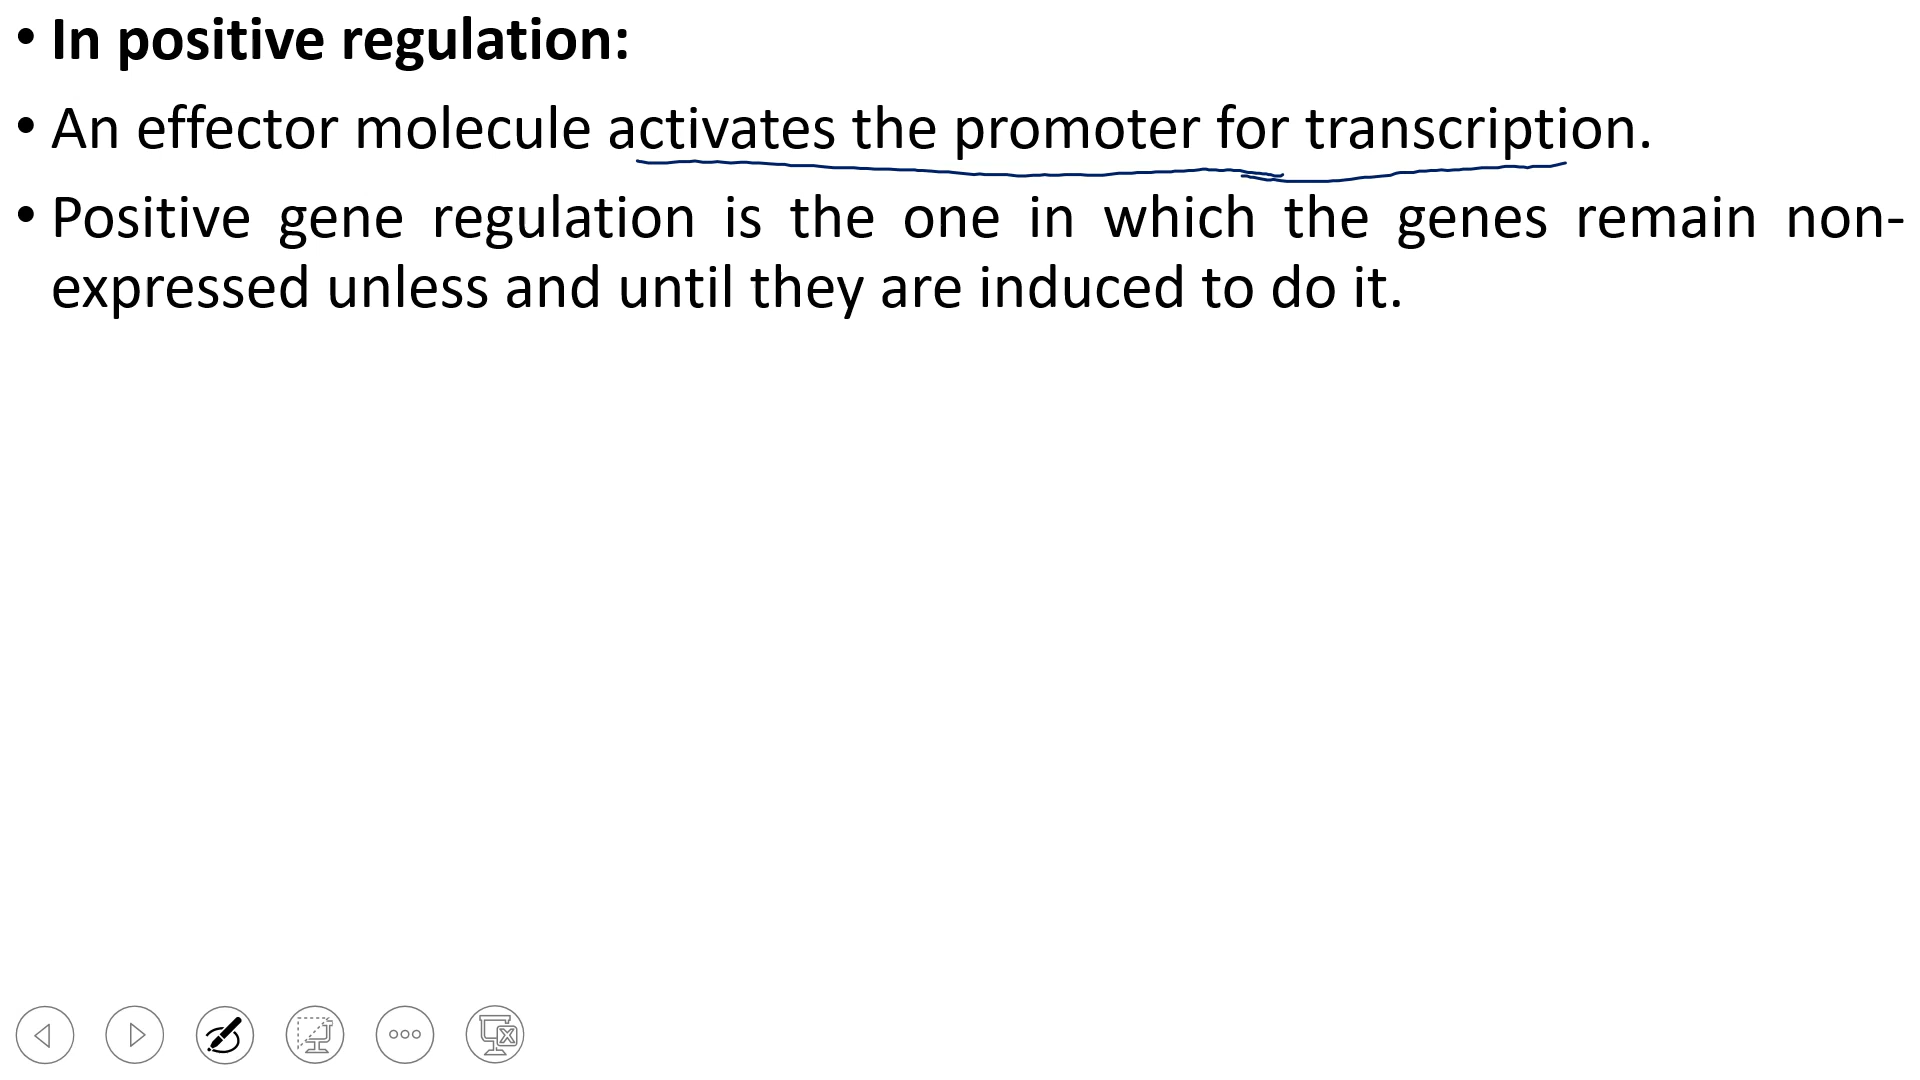 • In positive regulation:
• An effector molecule activates the promoter for transcription.
• Positive gene regulation is the one in which the genes remain non-
expressed unless and until they are induced to do it.